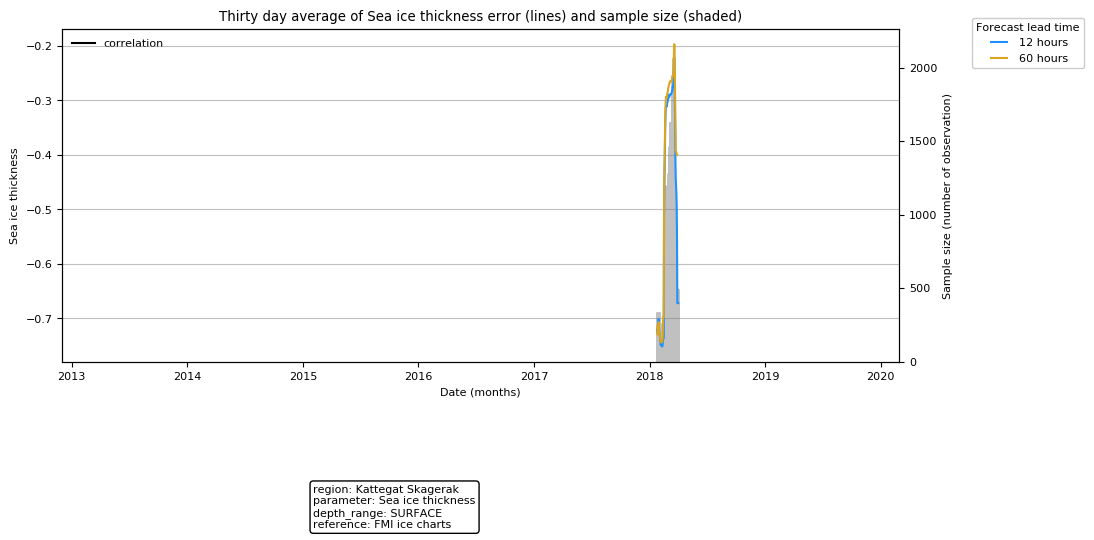 Thirty day average of Sea ice thickness error (lines) and sample size (shaded)
Forecast lead time
12 hours
60 hours
correlation
−0.2
−0.3
−0.4
−0.5
−0.6
−0.7
Sea ice thickness
2000
1500
1000
500
0
Sample size (number of observation)
2013
2014
2015
2016
2017
2018
2019
2020
Date (months)
region: Kattegat Skagerak
parameter: Sea ice thickness
depth_range: SURFACE
reference: FMI ice charts